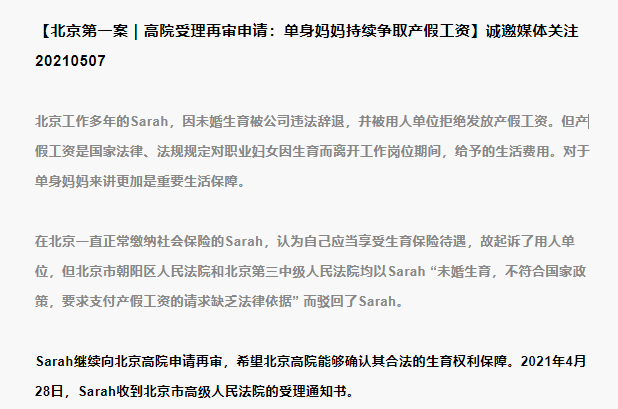 【北京第一案 | 高院受理再审申请：单身妈妈持续争取产假工资】诚邀媒体关注
20210507
北京工作多年的Sarah，因未婚生育被公司违法辞退，并被用人单位拒绝发放产假工资。但产
假工资是国家法律、法规规定对职业妇女因生育而离开工作岗位期间，给予的生活费用。对于
单身妈妈来讲更加是重要生活保障。
在北京一直正常缴纳社会保险的Sarah，认为自己应当享受生育保险待遇，故起诉了用人单
位，但北京市朝阳区人民法院和北京第三中级人民法院均以Sarah “未婚生育，不符合国家政
策，要求支付产假工资的请求缺乏法律依据” 而驳回了Sarah。
Sarah继续向北京高院申请再审，希望北京高院能够确认其合法的生育权利保障。2021年4月
28日，Sarah收到北京市高级人民法院的受理通知书。